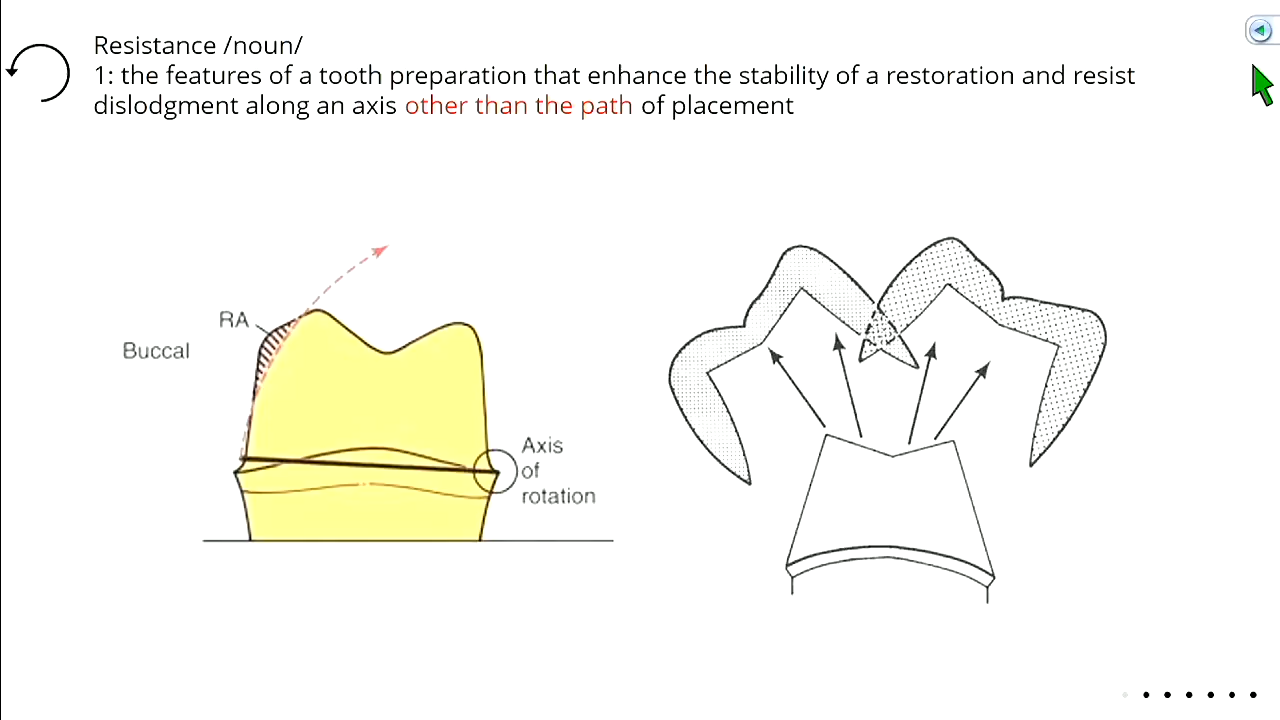 Resistance /noun/
1: the features of a tooth preparation that enhance the stability of a restoration and resist
dislodgment along an axis other than the path of placement
RA
Buccal
Axis
of
rotation